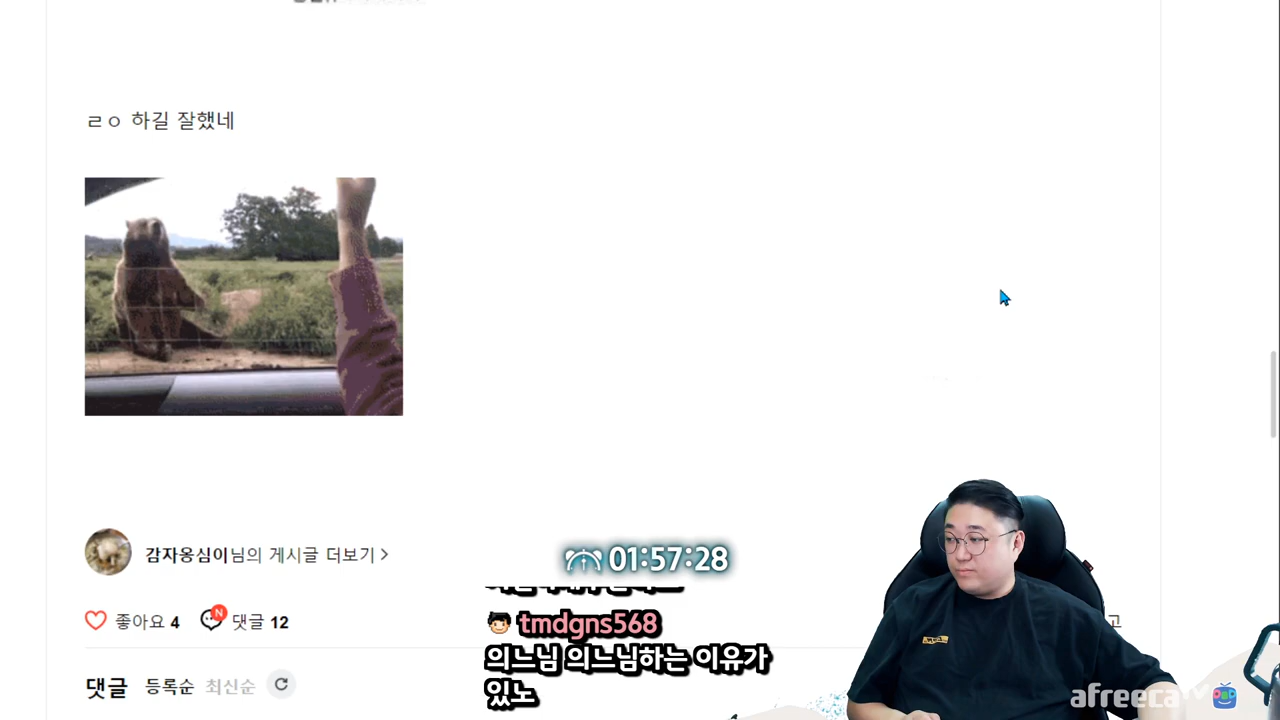 ㄹㅇ 하길 잘했네
감자옹심이님의 게시글 더보기 >
01:57:28
좋아요 4 댓글 12
N
tmdgns568
의느님 의느님하는 이유가
있노
고
댓글 등록순 최신순
afreecaTV